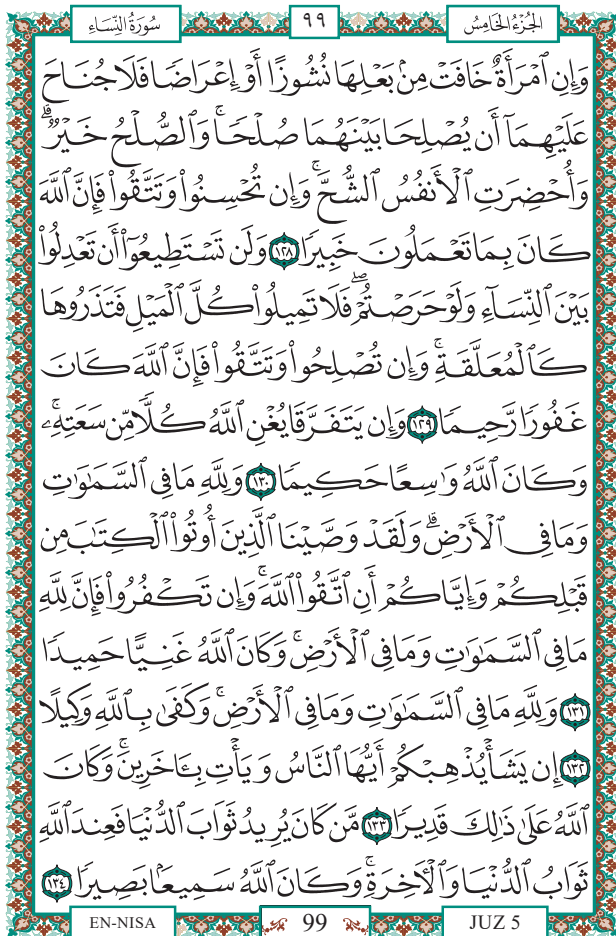 الجُزْءُ الخَامِسُ ٩٩ سُورَةُ النِّسَاءِ
وَإِنِ ٱمْرَأَةٌ خَافَتْ مِنۢ بَعْلِهَا نُشُوزًا أَوْ إِعْرَاضًا فَلَا جُنَاحَ
عَلَيْهِمَآ أَن يُصْلِحَا بَيْنَهُمَا صُلْحًاۚ وَٱلصُّلْحُ خَيْرٌۗ
وَأُحْضِرَتِ ٱلْأَنفُسُ ٱلشُّحَّۚ وَإِن تُحْسِنُوا۟ وَتَتَّقُوا۟ فَإِنَّ ٱللَّهَ
كَانَ بِمَا تَعْمَلُونَ خَبِيرًا ١٢٨ وَلَن تَسْتَطِيعُوٓا۟ أَن تَعْدِلُوا۟
بَيْنَ ٱلنِّسَآءِ وَلَوْ حَرَصْتُمْۖ فَلَا تَمِيلُوا۟ كُلَّ ٱلْمَيْلِ فَتَذَرُوهَا
كَٱلْمُعَلَّقَةِۚ وَإِن تُصْلِحُوا۟ وَتَتَّقُوا۟ فَإِنَّ ٱللَّهَ كَانَ
غَفُورًا رَّحِيمًا ١٢٩ وَإِن يَتَفَرَّقَا يُغْنِ ٱللَّهُ كُلًّا مِّن سَعَتِهِۦۚ
وَكَانَ ٱللَّهُ وَٰسِعًا حَكِيمًا ١٣٠ وَلِلَّهِ مَا فِى ٱلسَّمَٰوَٰتِ
وَمَا فِى ٱلْأَرْضِۗ وَلَقَدْ وَصَّيْنَا ٱلَّذِينَ أُوتُوا۟ ٱلْكِتَٰبَ مِن
قَبْلِكُمْ وَإِيَّاكُمْ أَنِ ٱتَّقُوا۟ ٱللَّهَۚ وَإِن تَكْفُرُوا۟ فَإِنَّ لِلَّهِ
مَا فِى ٱلسَّمَٰوَٰتِ وَمَا فِى ٱلْأَرْضِۚ وَكَانَ ٱللَّهُ غَنِيًّا حَمِيدًا
١٣١ وَلِلَّهِ مَا فِى ٱلسَّمَٰوَٰتِ وَمَا فِى ٱلْأَرْضِۚ وَكَفَىٰ بِٱللَّهِ وَكِيلًا
١٣٢ إِن يَشَأْ يُذْهِبْكُمْ أَيُّهَا ٱلنَّاسُ وَيَأْتِ بِـَٔاخَرِينَۚ وَكَانَ
ٱللَّهُ عَلَىٰ ذَٰلِكَ قَدِيرًا ١٣٣ مَّن كَانَ يُرِيدُ ثَوَابَ ٱلدُّنْيَا فَعِندَ ٱللَّهِ
ثَوَابُ ٱلدُّنْيَا وَٱلْـَٔاخِرَةِۚ وَكَانَ ٱللَّهُ سَمِيعًۢا بَصِيرًا ١٣٤
EN-NISA 99 JUZ 5